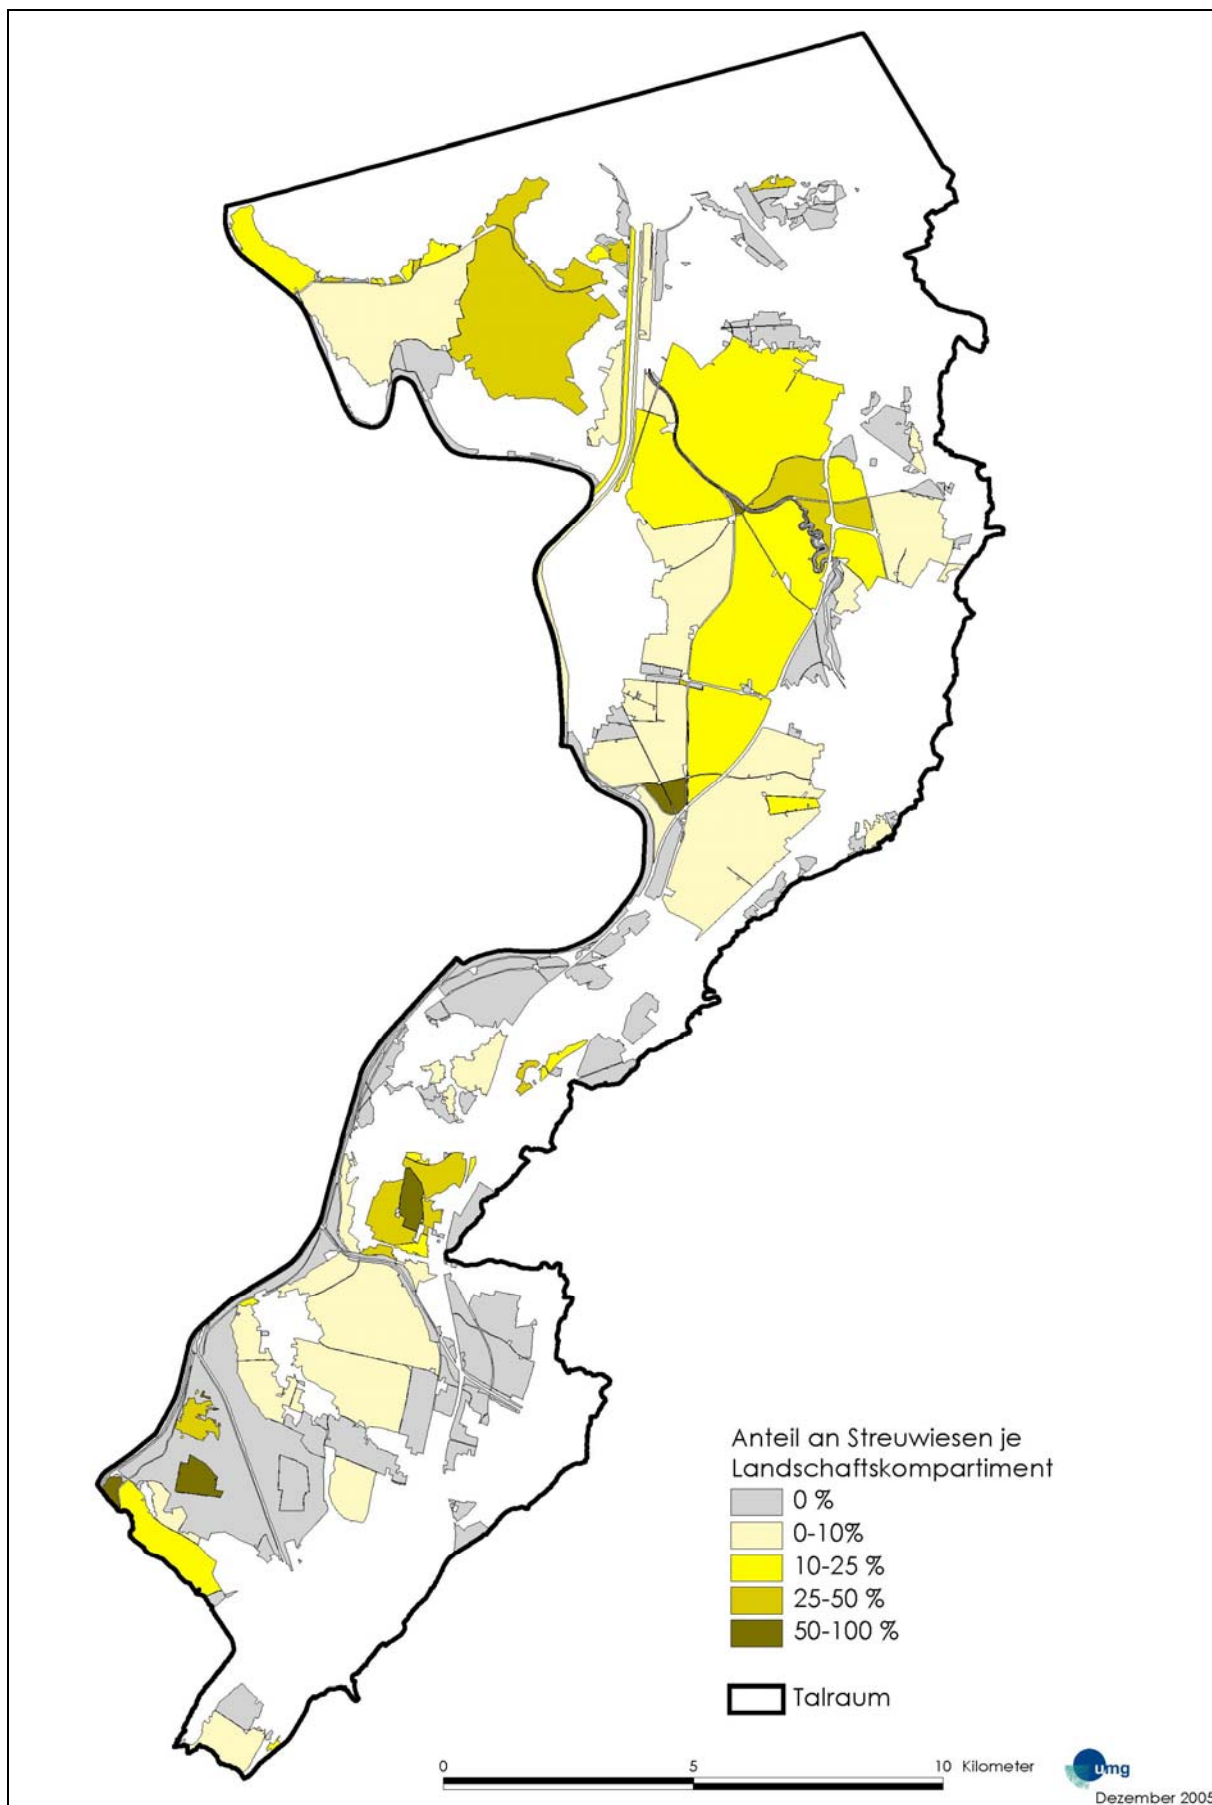 Anteil an Streuwiesen je
Landschaftskompartiment
0 %
0-10%
10-25 %
25-50 %
50-100 %
Talraum
0 5 10 Kilometer
umg
Dezember 2005